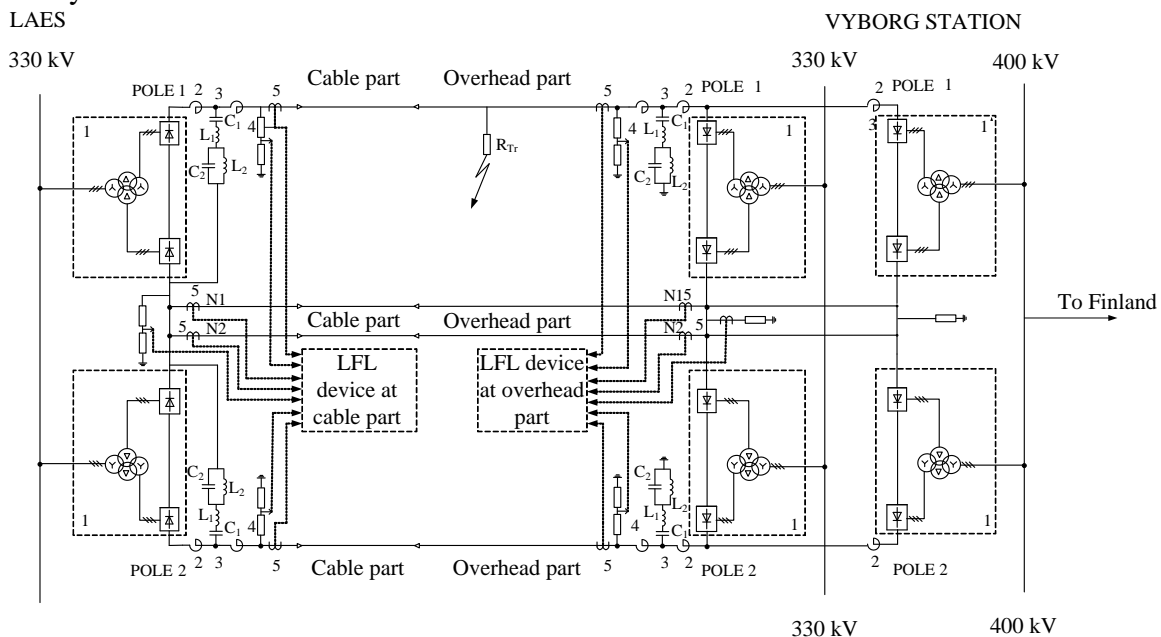 LAES
VYBORG STATION
330 kV
330 kV
400 kV
POLE 1
2
3
5
Cable part
Overhead part
5
3
2
POLE 1
2
POLE 1
3
1
C1
L1
C2
L2
4
RTr
4
C1
L1
C2
L2
1
1
5
N1
Cable part
Overhead part
N15
5
N2
N2
5
To Finland
LFL
device at
cable part
LFL device
at overhead
part
C2
L2
L1
C1
4
1
C2
L2
L1
C1
4
1
1
POLE 2
2
3
5
Cable part
Overhead part
5
3
2
POLE 2
2
POLE 2
330 kV
400 kV